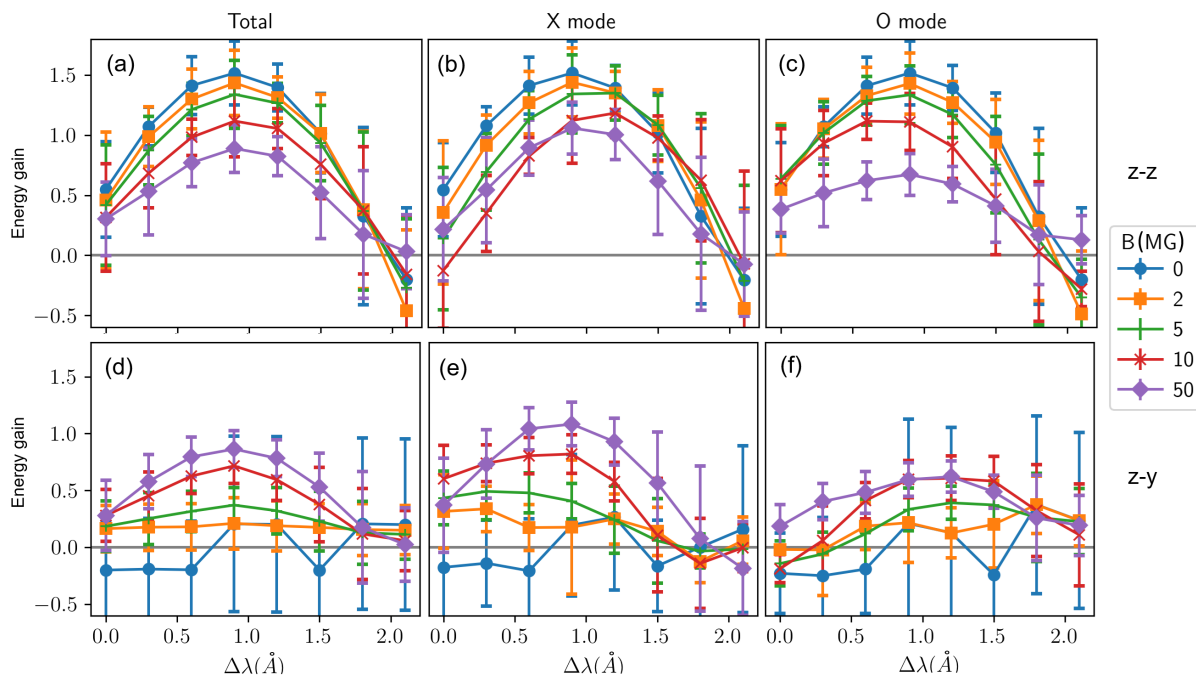 Total X mode O mode
(a) (b) (c)
1.5
1.0
0.5
0.0
−0.5
Energy gain
z-z
B(MG)
0
2
5
10
50
(d) (e) (f)
1.5
1.0
0.5
0.0
−0.5
Energy gain
z-y
0.0 0.5 1.0 1.5 2.0 0.0 0.5 1.0 1.5 2.0 0.0 0.5 1.0 1.5 2.0
Δλ(Å) Δλ(Å) Δλ(Å)